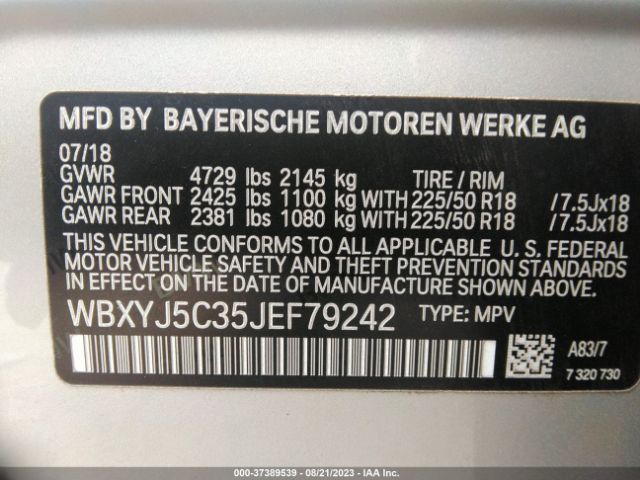 MFD BY BAYERISCHE MOTOREN WERKE AG
07/18
GVWR 4729 lbs 2145 kg TIRE / RIM
GAWR FRONT 2425 lbs 1100 kg WITH 225/50 R18 /7.5Jx18
GAWR REAR 2381 lbs 1080 kg WITH 225/50 R18 /7.5Jx18
THIS VEHICLE CONFORMS TO ALL APPLICABLE U. S. FEDERAL
MOTOR VEHICLE SAFETY AND THEFT PREVENTION STANDARDS
IN EFFECT ON THE DATE OF MANUFACTURE SHOWN ABOVE.
WBXYJ5C35JEF79242 TYPE: MPV
A83/7
7 320 730
000-37389539 - 08/21/2023 - IAA Inc.